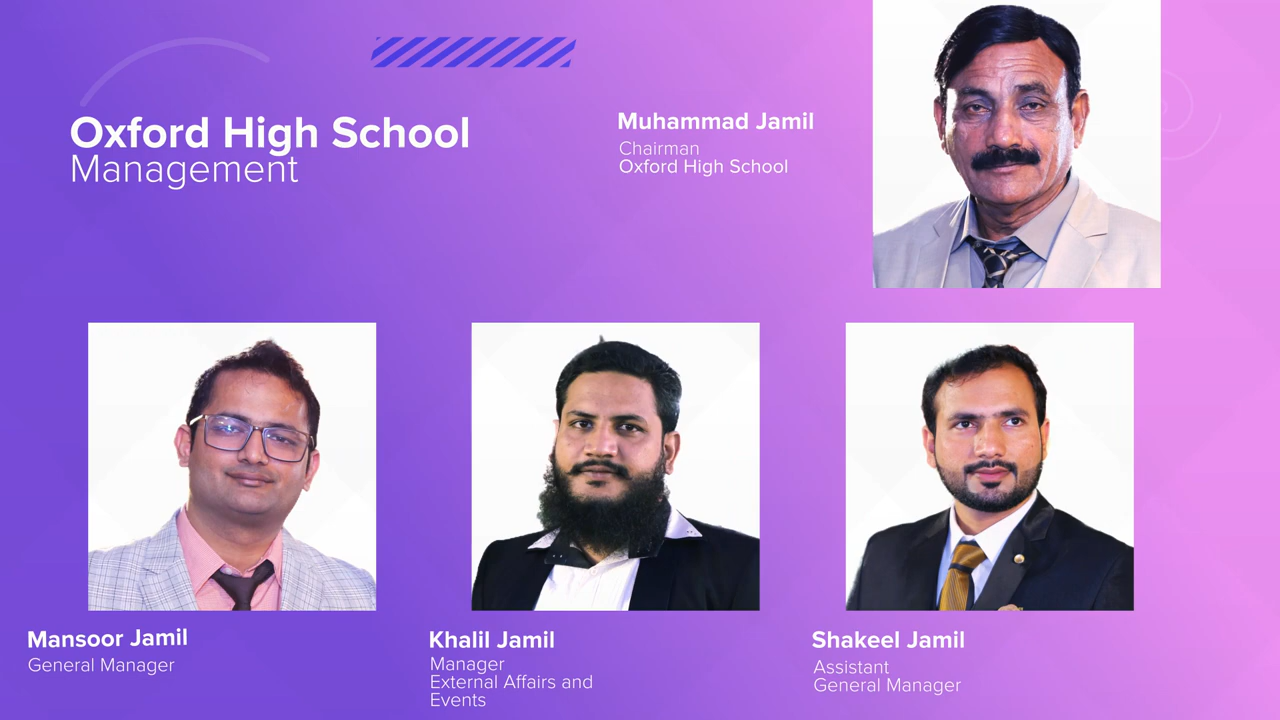 Oxford High School
Management
Muhammad Jamil
Chairman
Oxford High School
Mansoor Jamil
General Manager
Khalil Jamil
Manager
External Affairs and
Events
Shakeel Jamil
Assistant
General Manager